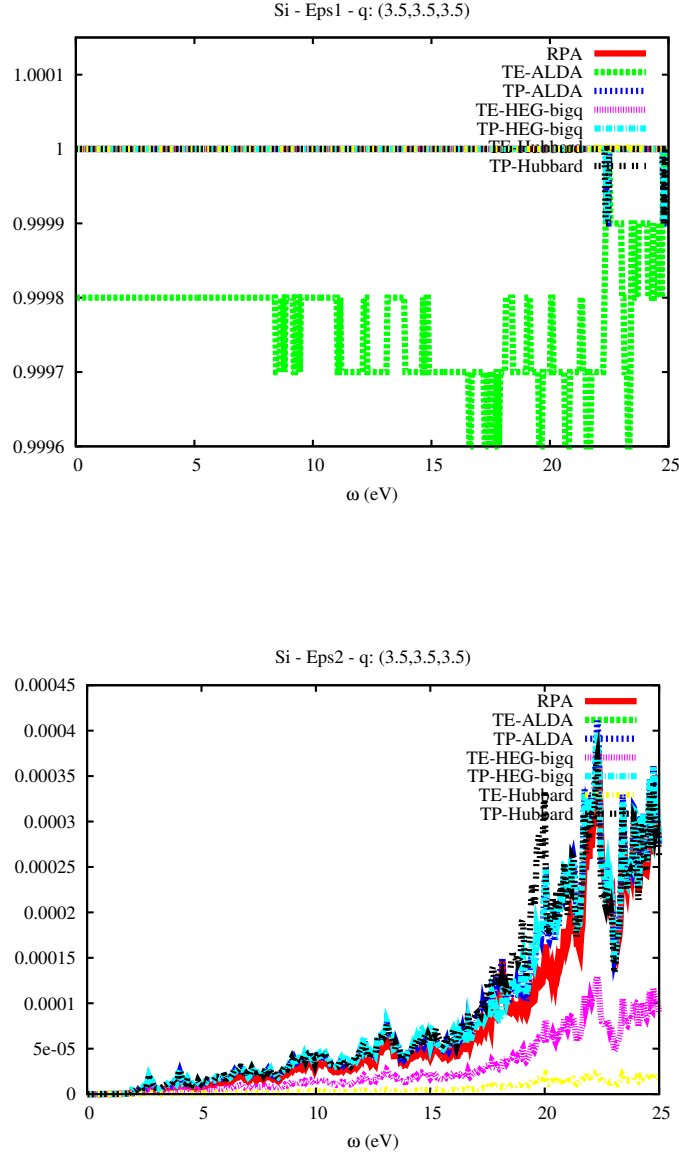 Si - Eps1 - q: (3.5,3.5,3.5)
1.0001
1
0.9999
0.9998
0.9997
0.9996
RPA
TE-ALDA
TP-ALDA
TE-HEG-bigq
TP-HEG-bigq
TE-Hubbard
TP-Hubbard
0 5 10 15 20 25
ω (eV)
Si - Eps2 - q: (3.5,3.5,3.5)
0.00045
0.0004
0.00035
0.0003
0.00025
0.0002
0.00015
0.0001
5e-05
0
RPA
TE-ALDA
TP-ALDA
TE-HEG-bigq
TP-HEG-bigq
TE-Hubbard
TP-Hubbard
0 5 10 15 20 25
ω (eV)